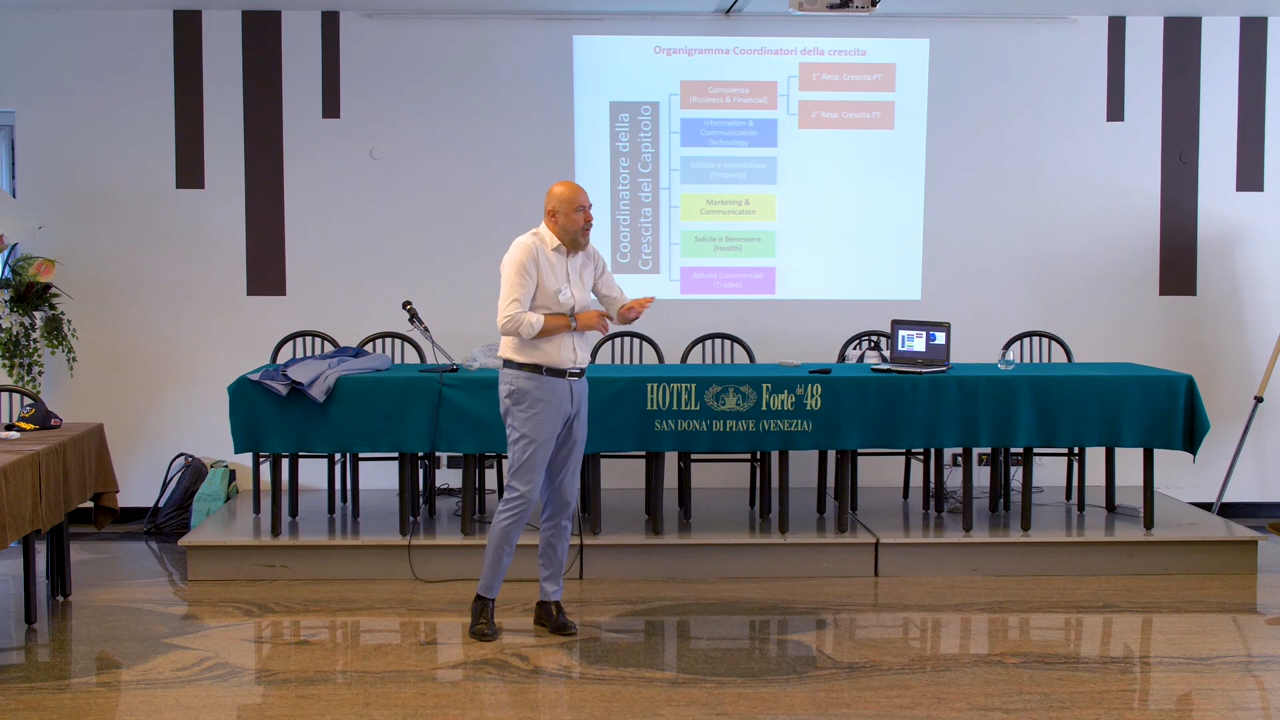 Organigramma Coordinatori della crescita
Coordinatore della
Crescita del Capitolo
Consulenza
(Business & Financial)
1° Resp. Crescita PT
2° Resp. Crescita PT
Information &
Communication
Technology
Edilizia e Immobiliare
(Property)
Marketing &
Communication
Salute e Benessere
(Health)
Attività Commerciali
(Trades)
HOTEL Forte del 48
SAN DONA' DI PIAVE (VENEZIA)